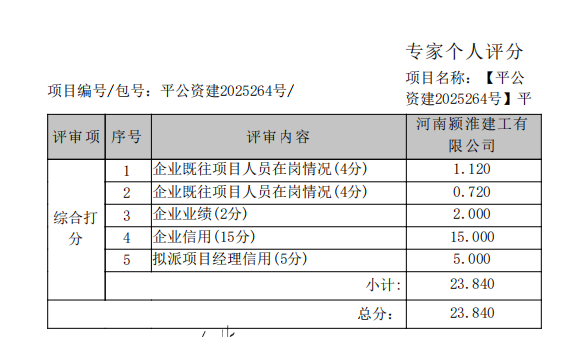 专家个人评分
项目编号/包号：平公资建2025264号/
项目名称：【平公
资建2025264号】平
评审项 序号 评审内容 河南颍淮建工有
限公司
综合打
分
1 企业既往项目人员在岗情况(4分) 1.120
2 企业既往项目人员在岗情况(4分) 0.720
3 企业业绩(2分) 2.000
4 企业信用(15分) 15.000
5 拟派项目经理信用(5分) 5.000
小计: 23.840
总分： 23.840